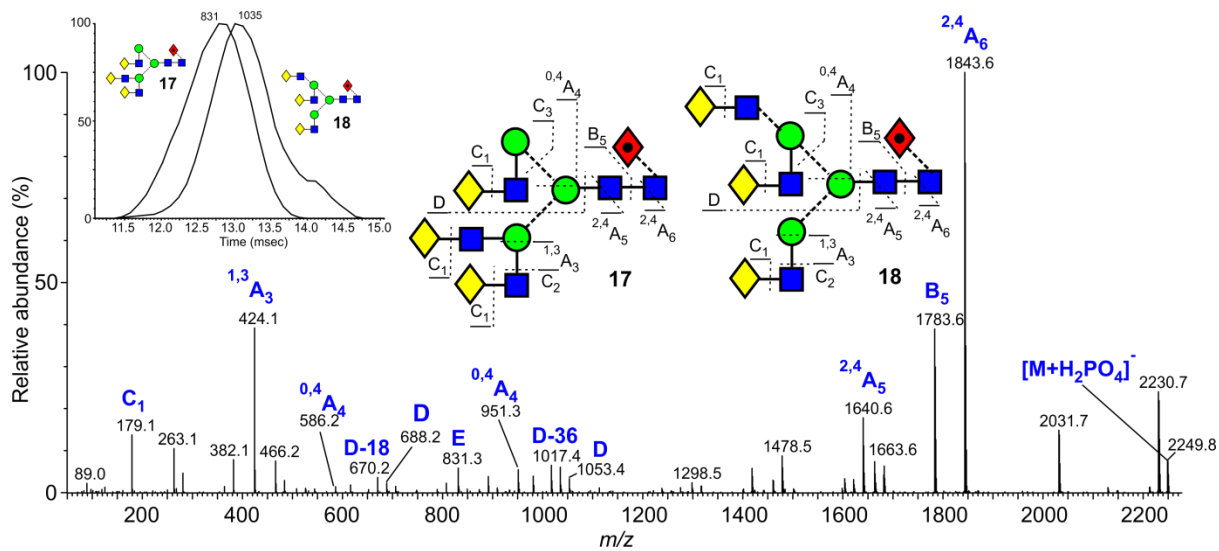 100
831
1035
17
18
50
0
11.5 12.0 12.5 13.0 13.5 14.0 14.5 15.0
Time (msec)
100
50
0
Relative abundance (%)
0,4A4
C3
C1
B5
D
2,4A5
2,4A6
C1
1,3A3
C2
C1
17
C1
0,4A4
C3
18
C1
B5
D
2,4A5
2,4A6
C1
1,3A3
C2
2,4A6
1843.6
B5
1783.6
[M+H2PO4]-
2,4A5
1640.6
2230.7
2249.8
2031.7
1663.6
1,3A3
424.1
C1
179.1
0,4A4
586.2
D
688.2
0,4A4
951.3
263.1
382.1
466.2
D-18
670.2
E
831.3
D-36
1017.4
D
1053.4
1478.5
1298.5
89.0
200 400 600 800 1000 1200 1400 1600 1800 2000 2200
m/z